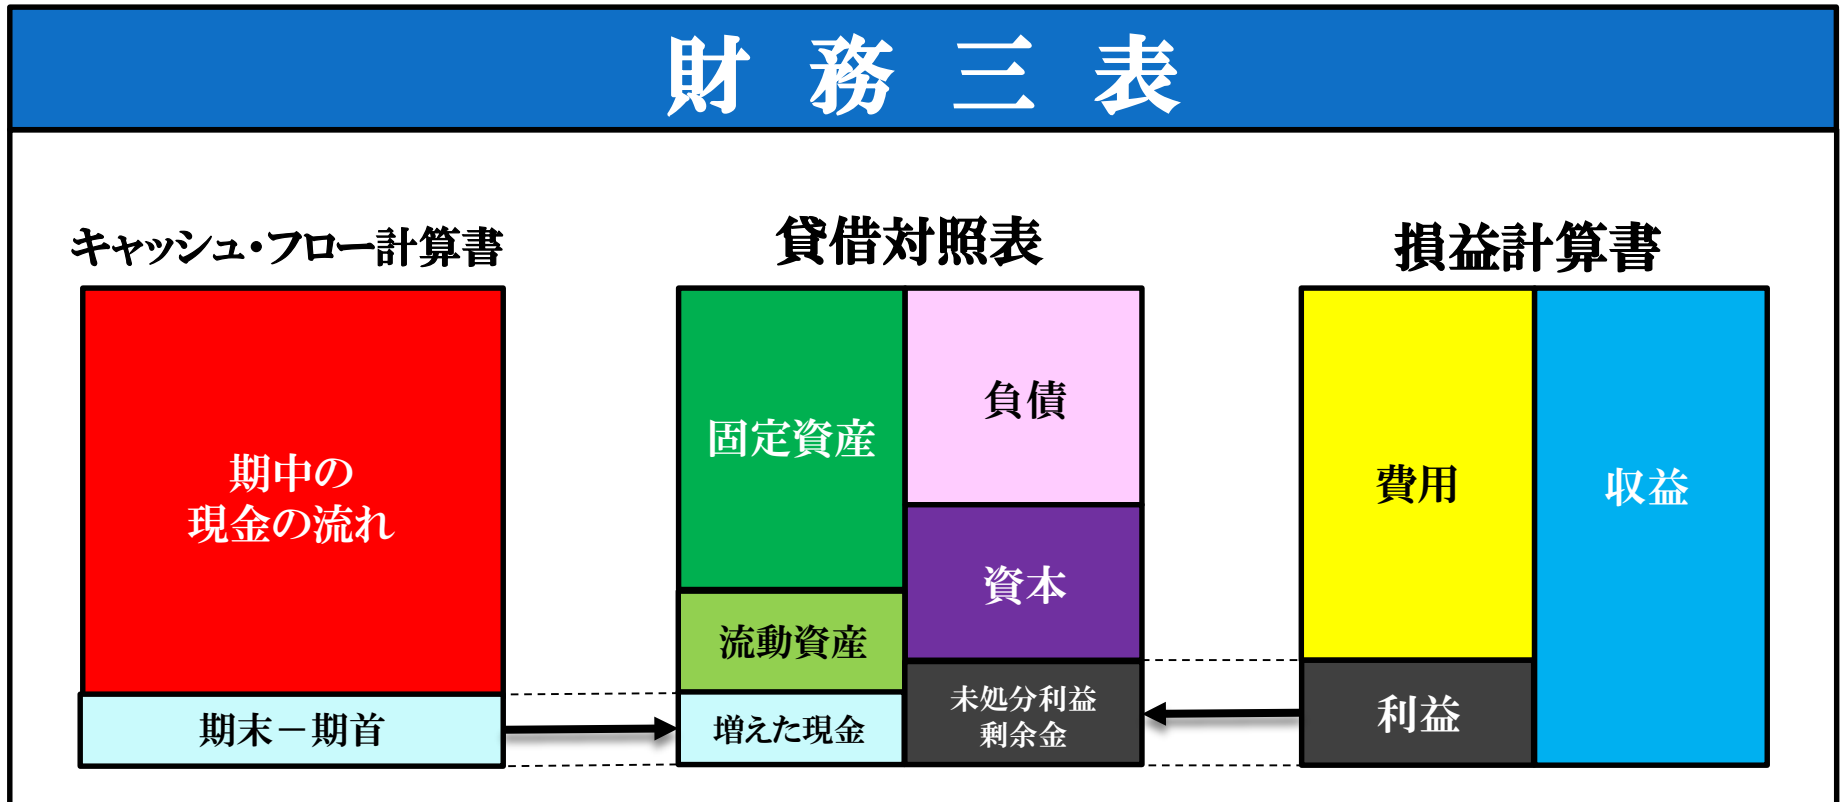 財務三表
キャッシュ・フロー計算書
期中の
現金の流れ
期末－期首
貸借対照表
固定資産
流動資産
増えた現金
負債
資本
未処分利益
剰余金
損益計算書
費用
利益
収益